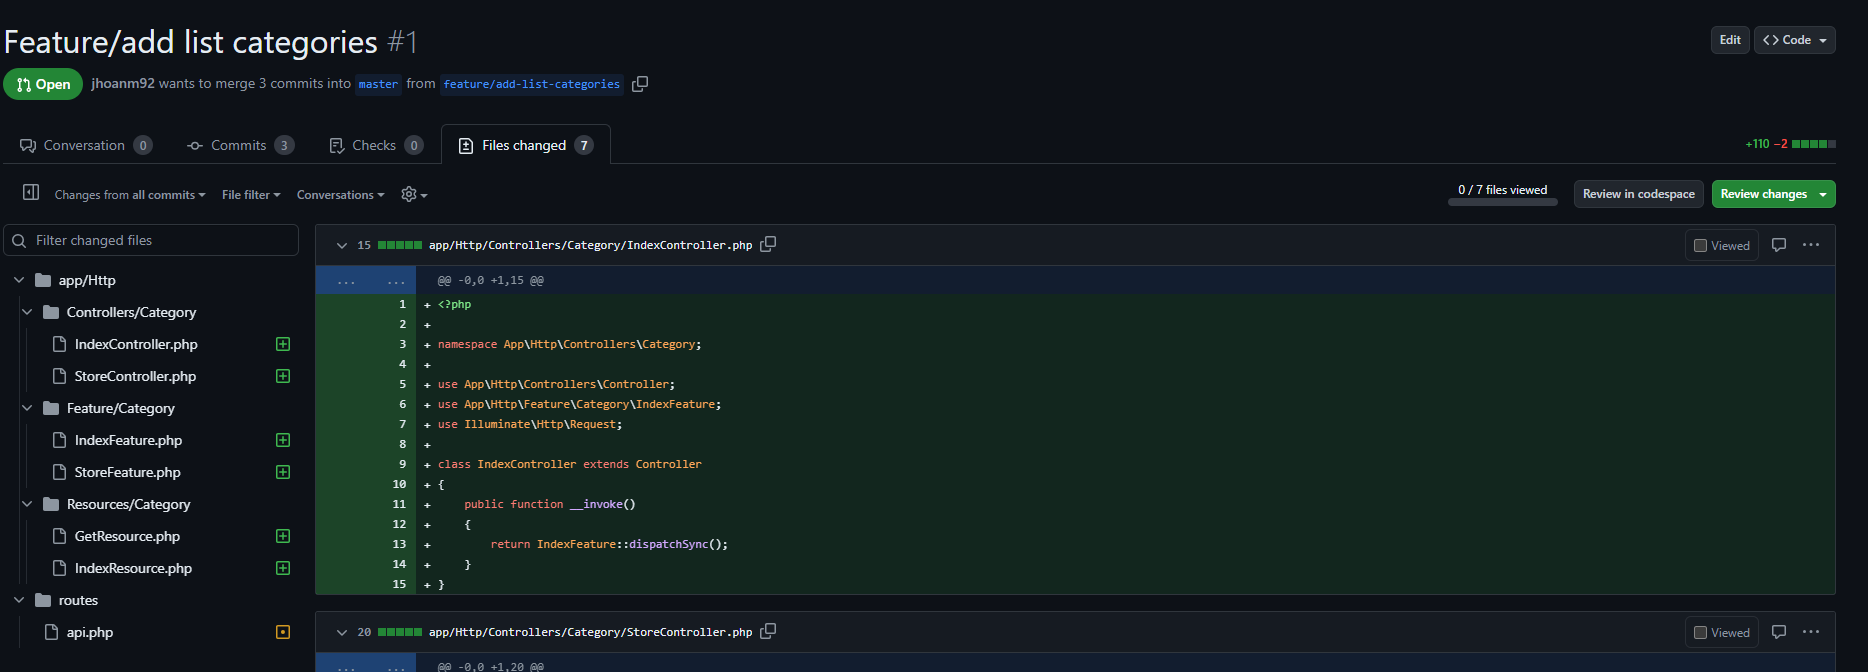 Feature/add list categories #1
Edit
Code
Open
jhoanm92 wants to merge 3 commits into master from feature/add-list-categories
Conversation 0
Commits 3
Checks 0
Files changed 7
+110 −2
Changes from all commits
File filter
Conversations
0 / 7 files viewed
Review in codespace
Review changes
Filter changed files
app/Http
Controllers/Category
IndexController.php
StoreController.php
Feature/Category
IndexFeature.php
StoreFeature.php
Resources/Category
GetResource.php
IndexResource.php
routes
api.php
15 app/Http/Controllers/Category/IndexController.php
Viewed
... ... @@ -0,0 +1,15 @@
1 + <?php
2 +
3 + namespace App\Http\Controllers\Category;
4 +
5 + use App\Http\Controllers\Controller;
6 + use App\Http\Feature\Category\IndexFeature;
7 + use Illuminate\Http\Request;
8 +
9 + class IndexController extends Controller
10 + {
11 +     public function __invoke()
12 +     {
13 +         return IndexFeature::dispatchSync();
14 +     }
15 + }
20 app/Http/Controllers/Category/StoreController.php
Viewed
... ... @@ -0,0 +1,20 @@